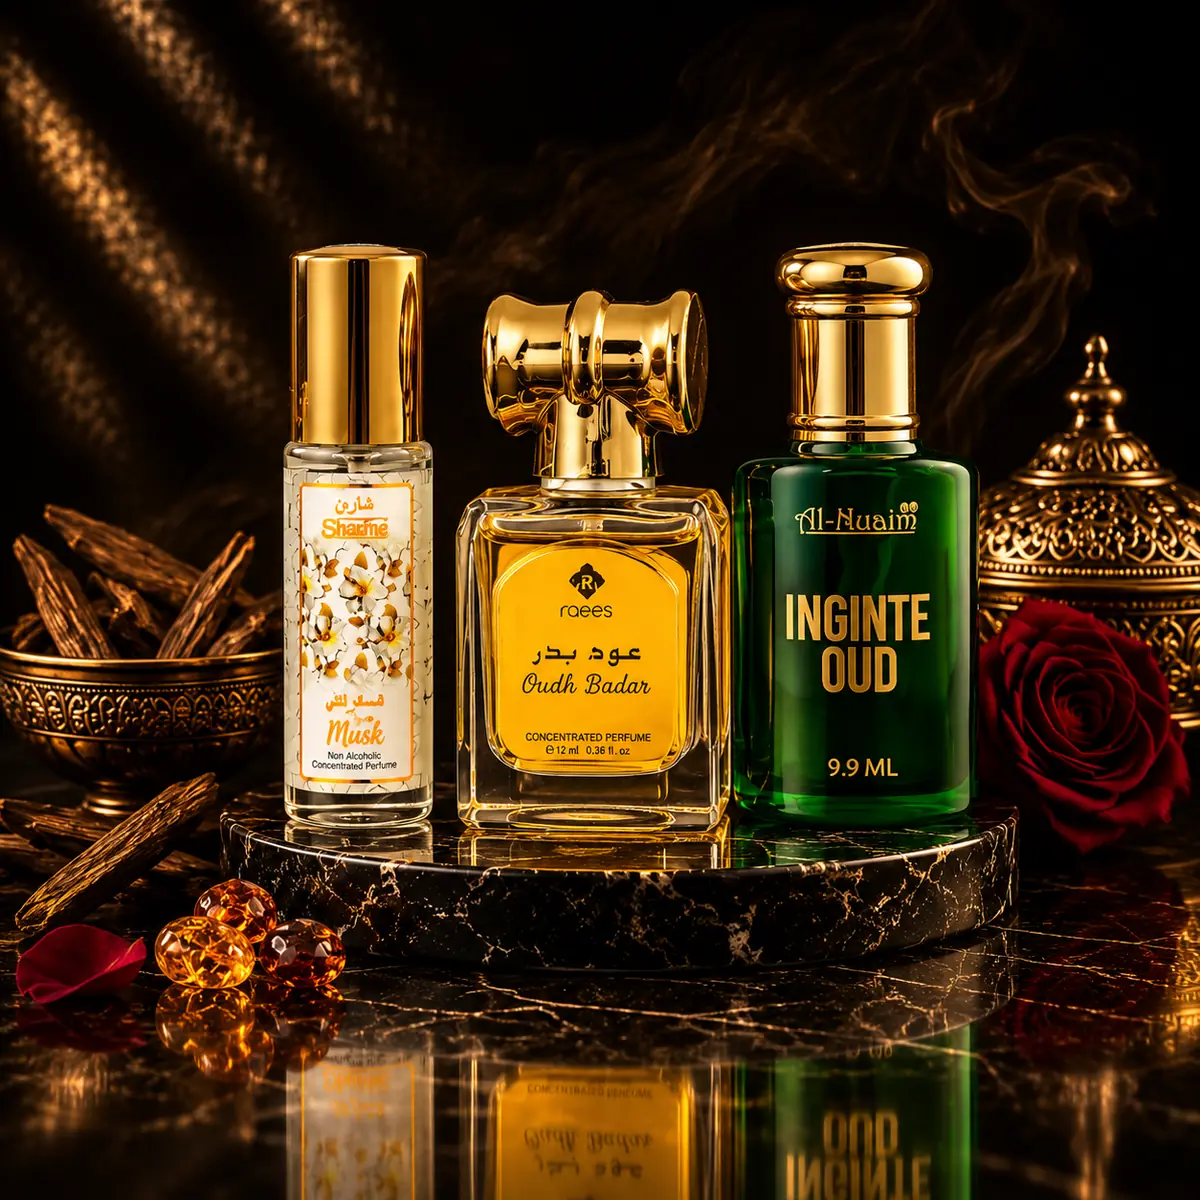 شارمن
Sharme
Musk
Non Alcoholic
Concentrated Perfume
R
raees
عود بدر
Oudh Badar
CONCENTRATED PERFUME
℮ 12 ml 0.36 fl. oz
Al-Nuaim
INGINTE
OUD
9.9 ML